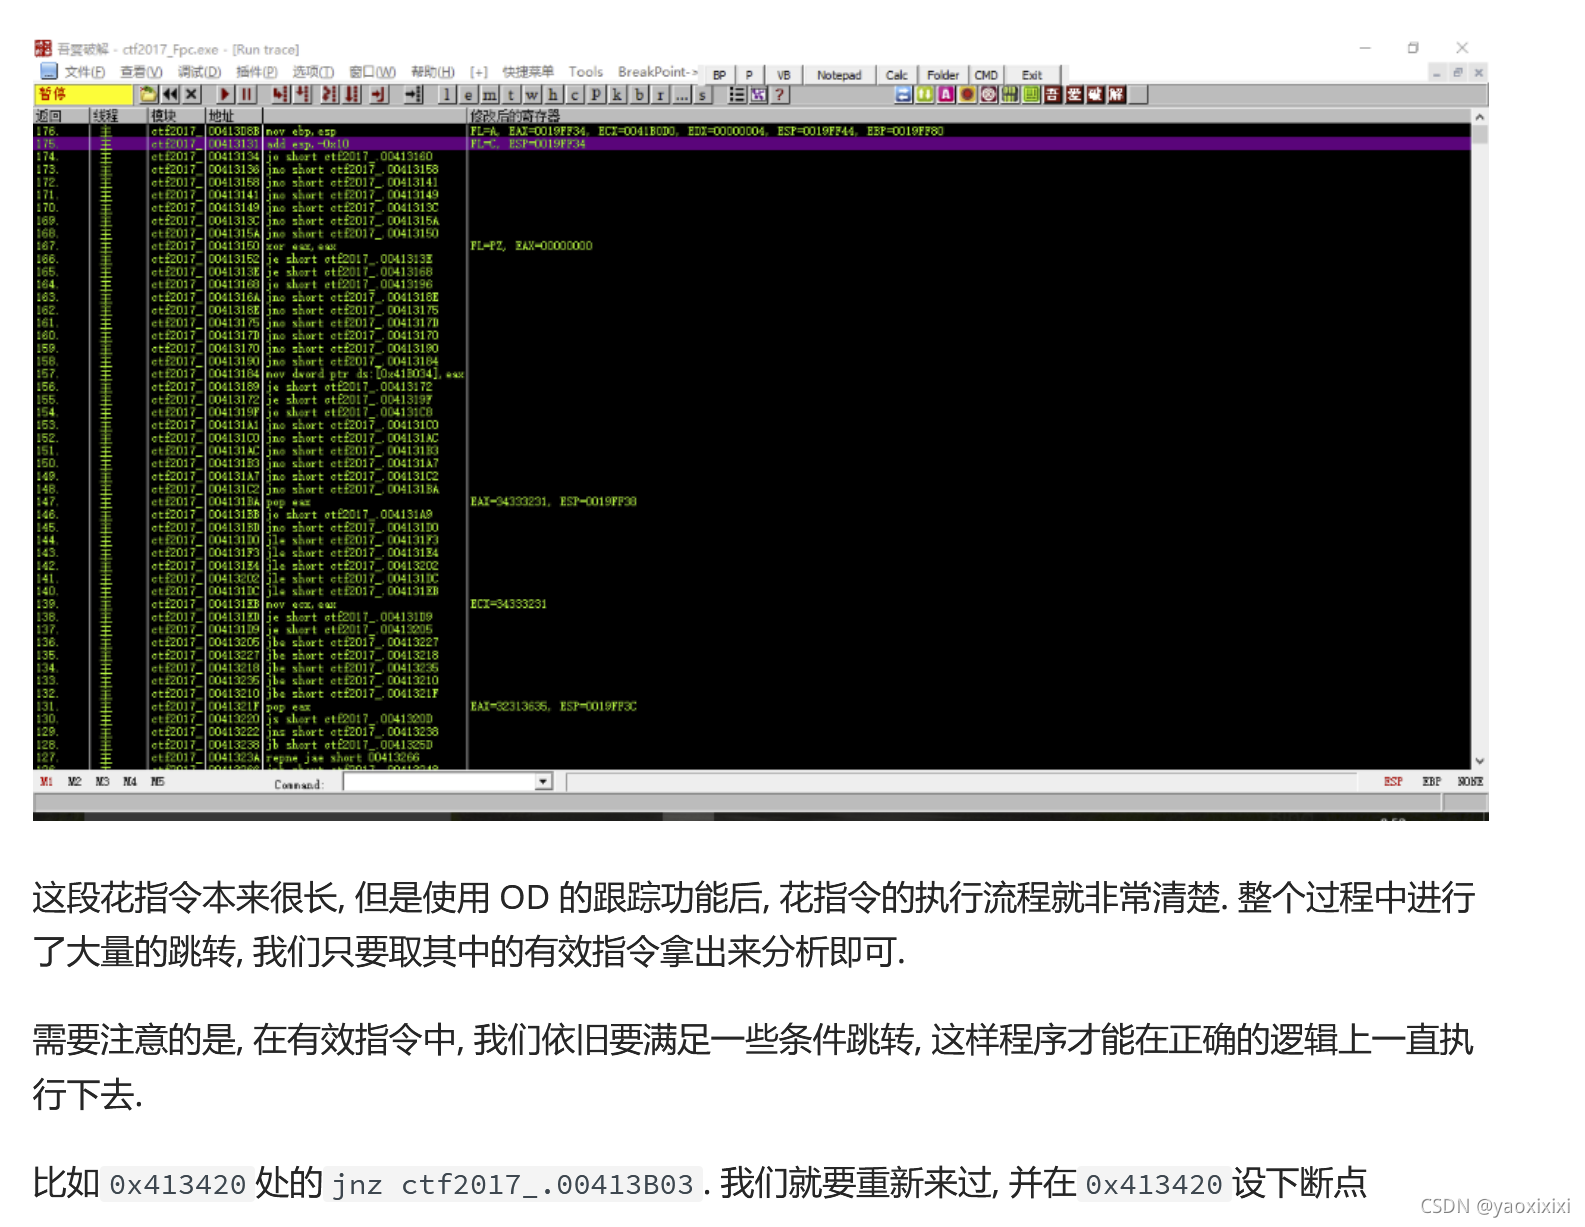 吾爱破解 - ctf2017_Fpc.exe - [Run trace]
文件(F) 查看(V) 调试(D) 插件(P) 选项(T) 窗口(W) 帮助(H) [+] 快捷菜单 Tools BreakPoint-> BP P VB Notepad Calc Folder CMD Exit
暂停 l e m t w h c P k b r ... s ? 吾 爱 破 解
返回 线程 模块 地址 修改后的寄存器
176. 主 ctf2017_ 00413D8B mov ebp,esp FL=A, EAX=0019FF34, ECX=0041B0D0, EDX=00000004, ESP=0019FF44, EBP=0019FF80
175. 主 ctf2017_ 00413131 add esp,-0x10 FL=C, ESP=0019FF34
174. 主 ctf2017_ 00413134 jo short ctf2017_.00413160
173. 主 ctf2017_ 00413136 jno short ctf2017_.00413158
172. 主 ctf2017_ 00413158 jno short ctf2017_.00413141
171. 主 ctf2017_ 00413141 jno short ctf2017_.00413149
170. 主 ctf2017_ 00413149 jno short ctf2017_.0041313C
169. 主 ctf2017_ 0041313C jno short ctf2017_.0041315A
168. 主 ctf2017_ 0041315A jno short ctf2017_.00413150
167. 主 ctf2017_ 00413150 xor eax,eax FL=PZ, EAX=00000000
166. 主 ctf2017_ 00413152 je short ctf2017_.0041313E
165. 主 ctf2017_ 0041313E je short ctf2017_.00413168
164. 主 ctf2017_ 00413168 jo short ctf2017_.00413196
163. 主 ctf2017_ 0041316A jno short ctf2017_.0041318E
162. 主 ctf2017_ 0041318E jno short ctf2017_.00413175
161. 主 ctf2017_ 00413175 jno short ctf2017_.0041317D
160. 主 ctf2017_ 0041317D jno short ctf2017_.00413170
159. 主 ctf2017_ 00413170 jno short ctf2017_.00413190
158. 主 ctf2017_ 00413190 jno short ctf2017_.00413184
157. 主 ctf2017_ 00413184 mov dword ptr ds:[0x41B034],eax
156. 主 ctf2017_ 00413189 je short ctf2017_.00413172
155. 主 ctf2017_ 00413172 je short ctf2017_.0041319F
154. 主 ctf2017_ 0041319F jo short ctf2017_.004131C8
153. 主 ctf2017_ 004131A1 jno short ctf2017_.004131C0
152. 主 ctf2017_ 004131C0 jno short ctf2017_.004131AC
151. 主 ctf2017_ 004131AC jno short ctf2017_.004131B3
150. 主 ctf2017_ 004131B3 jno short ctf2017_.004131A7
149. 主 ctf2017_ 004131A7 jno short ctf2017_.004131C2
148. 主 ctf2017_ 004131C2 jno short ctf2017_.004131BA
147. 主 ctf2017_ 004131BA pop eax EAX=34333231, ESP=0019FF38
146. 主 ctf2017_ 004131BB jo short ctf2017_.004131A9
145. 主 ctf2017_ 004131BD jno short ctf2017_.004131D0
144. 主 ctf2017_ 004131D0 jle short ctf2017_.004131F3
143. 主 ctf2017_ 004131F3 jle short ctf2017_.004131E4
142. 主 ctf2017_ 004131E4 jle short ctf2017_.00413202
141. 主 ctf2017_ 00413202 jle short ctf2017_.004131DC
140. 主 ctf2017_ 004131DC jle short ctf2017_.004131EB
139. 主 ctf2017_ 004131EB mov ecx,eax ECX=34333231
138. 主 ctf2017_ 004131ED je short ctf2017_.004131D9
137. 主 ctf2017_ 004131D9 je short ctf2017_.00413205
136. 主 ctf2017_ 00413205 jbe short ctf2017_.00413227
135. 主 ctf2017_ 00413227 jbe short ctf2017_.00413218
134. 主 ctf2017_ 00413218 jbe short ctf2017_.00413235
133. 主 ctf2017_ 00413235 jbe short ctf2017_.00413210
132. 主 ctf2017_ 00413210 jbe short ctf2017_.0041321F
131. 主 ctf2017_ 0041321F pop eax EAX=32313635, ESP=0019FF3C
130. 主 ctf2017_ 00413220 js short ctf2017_.0041320D
129. 主 ctf2017_ 00413222 jns short ctf2017_.00413238
128. 主 ctf2017_ 00413238 jb short ctf2017_.0041325D
127. 主 ctf2017_ 0041323A repne jae short 00413266
M1 M2 M3 M4 M5 Command: ESP EBP NONE
这段花指令本来很长, 但是使用 OD 的跟踪功能后, 花指令的执行流程就非常清楚. 整个过程中进行
了大量的跳转, 我们只要取其中的有效指令拿出来分析即可.
需要注意的是, 在有效指令中, 我们依旧要满足一些条件跳转, 这样程序才能在正确的逻辑上一直执
行下去.
比如 0x413420 处的 jnz ctf2017_.00413B03 . 我们就要重新来过, 并在 0x413420 设下断点
CSDN @yaoxixixi